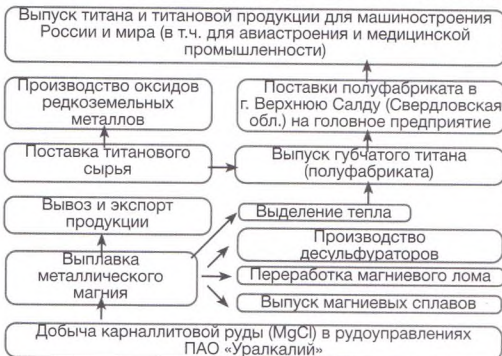 Выпуск титана и титановой продукции для машиностроения
России и мира (в т.ч. для авиастроения и медицинской
промышленности)
Производство оксидов
редкоземельных
металлов
Поставки полуфабриката в
г. Верхнюю Салду (Свердловская
обл.) на головное предприятие
Поставка титанового
сырья
Выпуск губчатого титана
(полуфабриката)
Вывоз и экспорт
продукции
Выделение тепла
Выплавка
металлического
магния
Производство
десульфураторов
Переработка магниевого лома
Выпуск магниевых сплавов
Добыча карналлитовой руды (MgCl) в рудоуправлениях
ПАО «Уралкалий»